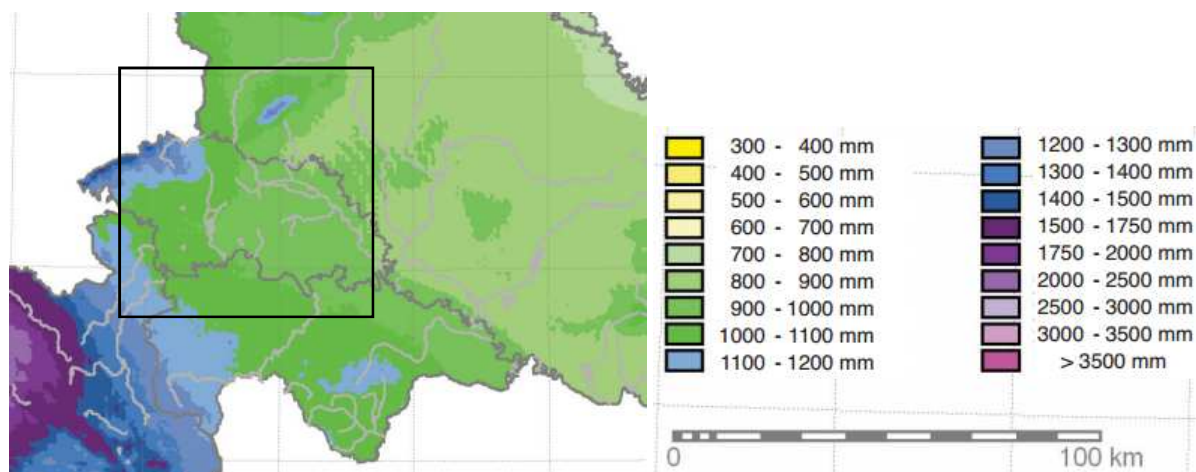 300 - 400 mm
400 - 500 mm
500 - 600 mm
600 - 700 mm
700 - 800 mm
800 - 900 mm
900 - 1000 mm
1000 - 1100 mm
1100 - 1200 mm
1200 - 1300 mm
1300 - 1400 mm
1400 - 1500 mm
1500 - 1750 mm
1750 - 2000 mm
2000 - 2500 mm
2500 - 3000 mm
3000 - 3500 mm
> 3500 mm
0 100 km